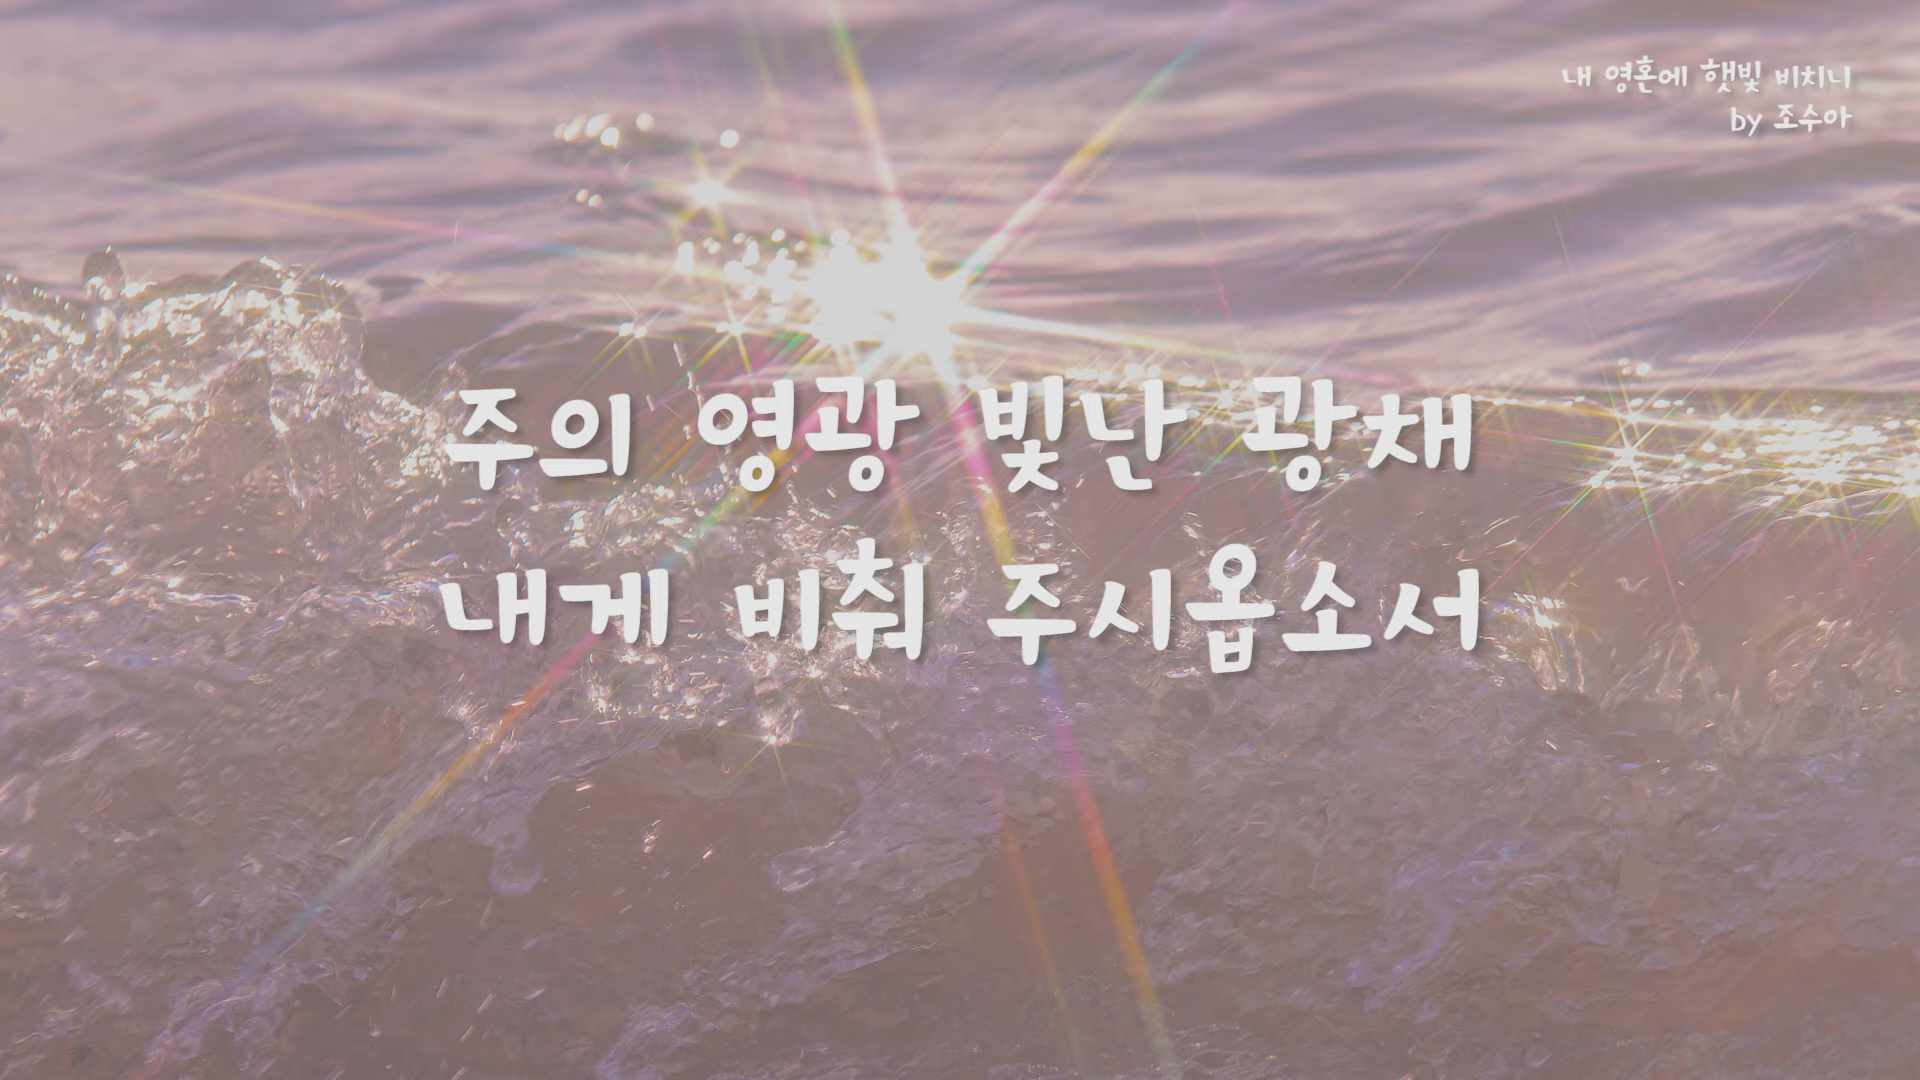 내 영혼에 햇빛 비치니
by 조수아
주의 영광 빛난 광채
내게 비춰 주시옵소서